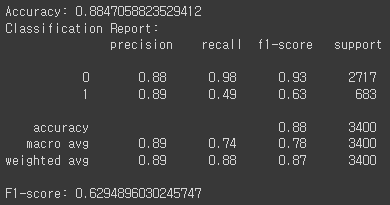 Accuracy: 0.8847058823529412
Classification Report:
precision recall f1-score support
0 0.88 0.98 0.93 2717
1 0.89 0.49 0.63 683
accuracy 0.88 3400
macro avg 0.89 0.74 0.78 3400
weighted avg 0.89 0.88 0.87 3400
F1-score: 0.6294896030245747